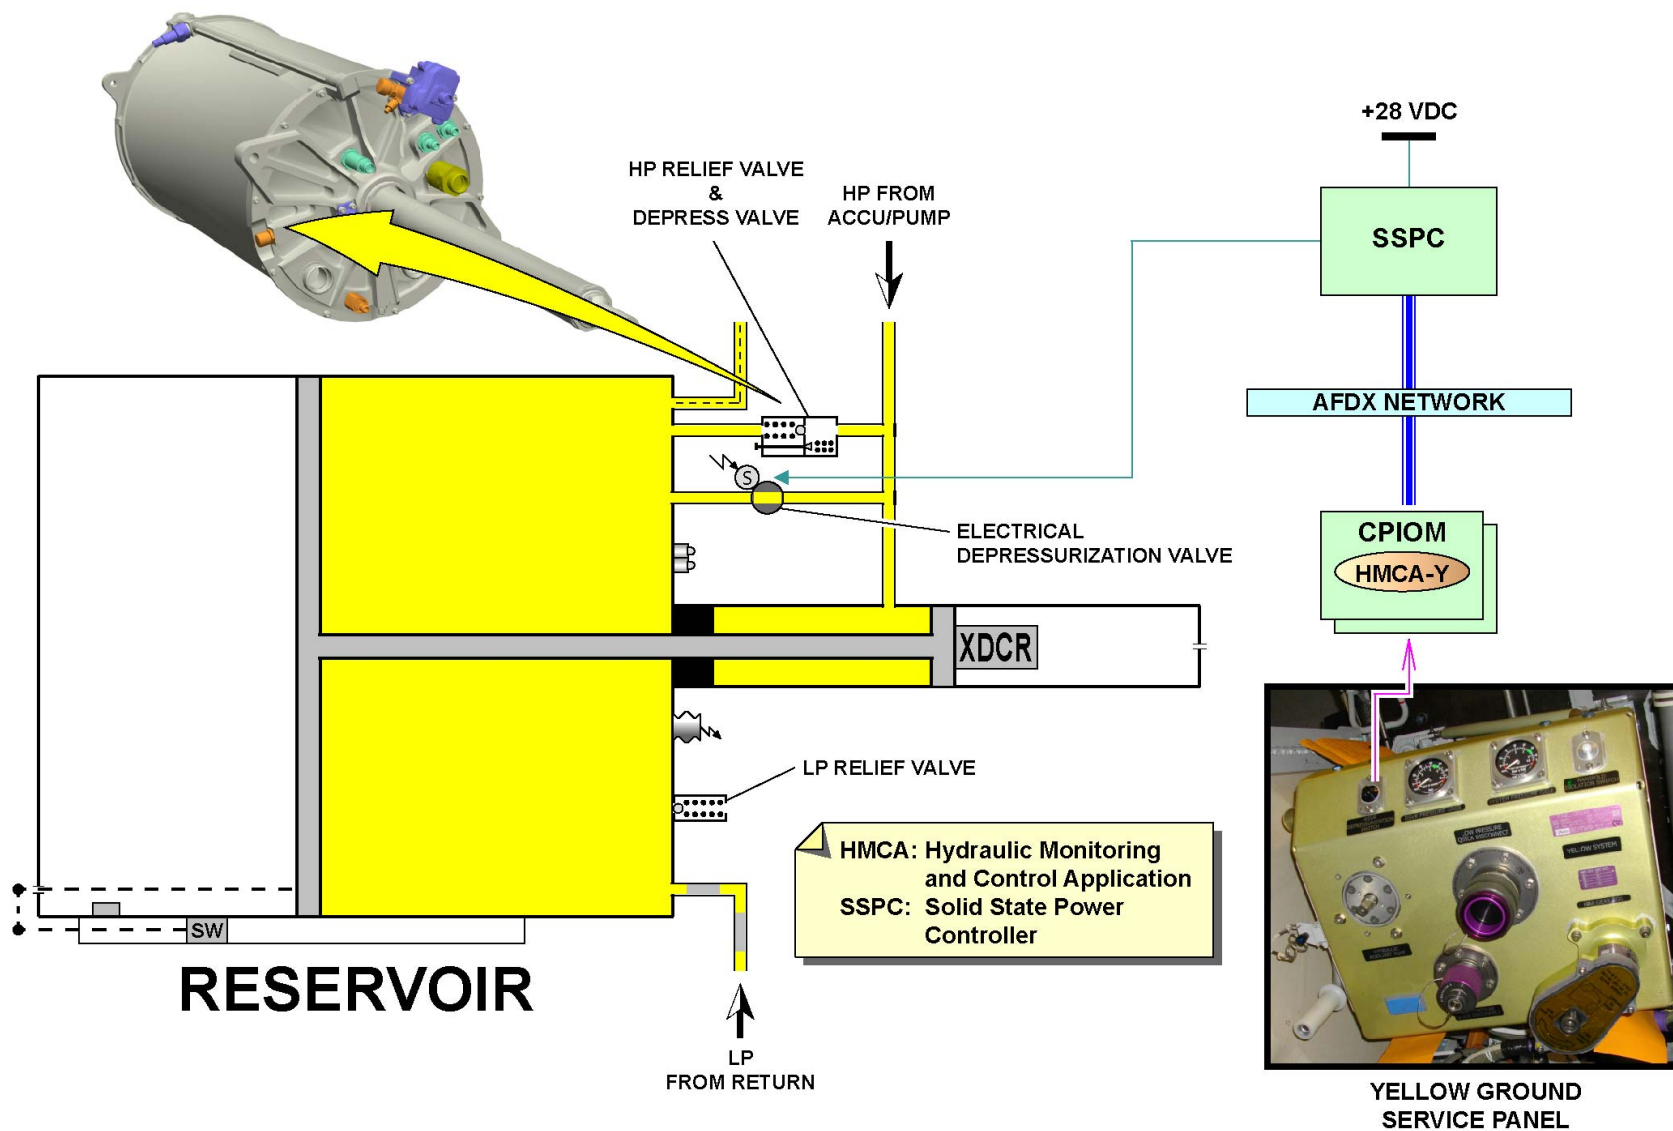 +28 VDC
HP RELIEF VALVE
&
DEPRESS VALVE
HP FROM
ACCU/PUMP
SSPC
AFDX NETWORK
S
ELECTRICAL
DEPRESSURIZATION VALVE
CPIOM
HMCA-Y
XDCR
LP RELIEF VALVE
HMCA: Hydraulic Monitoring
and Control Application
SSPC: Solid State Power
Controller
SW
RESERVOIR
LP
FROM RETURN
YELLOW SYSTEM
YELLOW GROUND
SERVICE PANEL